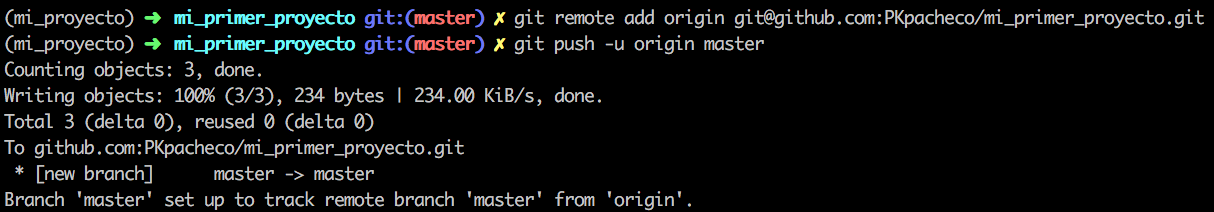 (mi_proyecto) ➜ mi_primer_proyecto git:(master) ✗ git remote add origin git@github.com:PKpacheco/mi_primer_proyecto.git
(mi_proyecto) ➜ mi_primer_proyecto git:(master) ✗ git push -u origin master
Counting objects: 3, done.
Writing objects: 100% (3/3), 234 bytes | 234.00 KiB/s, done.
Total 3 (delta 0), reused 0 (delta 0)
To github.com:PKpacheco/mi_primer_proyecto.git
 * [new branch]      master -> master
Branch 'master' set up to track remote branch 'master' from 'origin'.